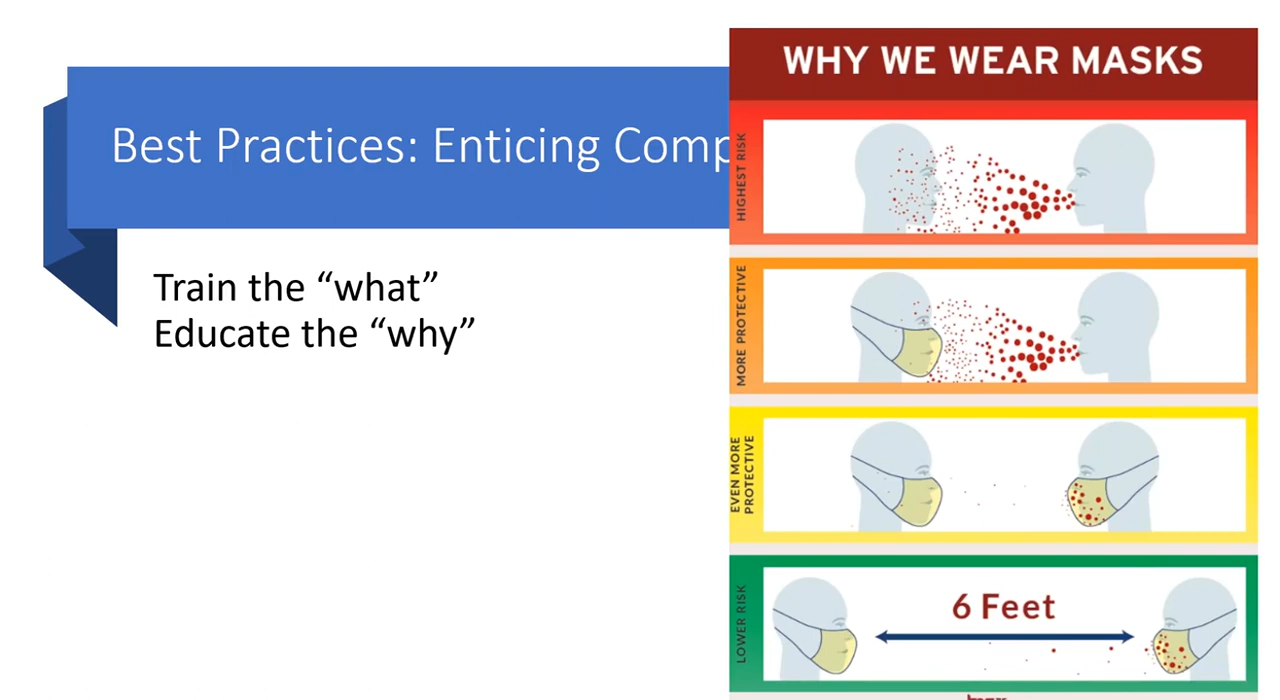 Best Practices: Enticing Comp
Train the “what”
Educate the “why”
WHY WE WEAR MASKS
HIGHEST RISK
MORE PROTECTIVE
EVEN MORE
PROTECTIVE
LOWER RISK
6 Feet